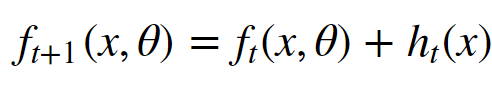 f_{t+1}(x, θ) = f_t(x, θ) + h_t(x)